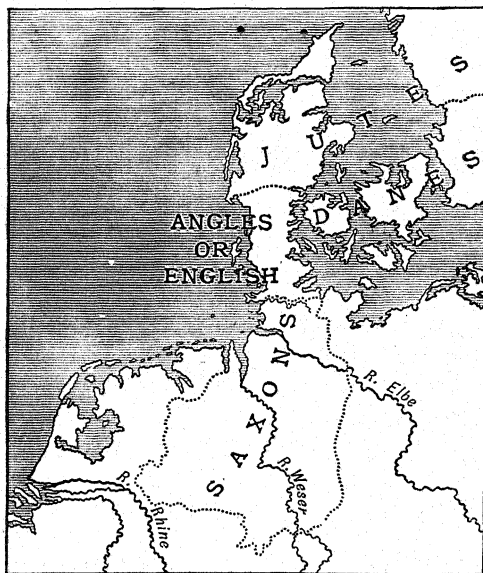 JUTES
DANES
ANGLES
OR
ENGLISH
SAXONS
R. Elbe
R. Weser
R. Rhine